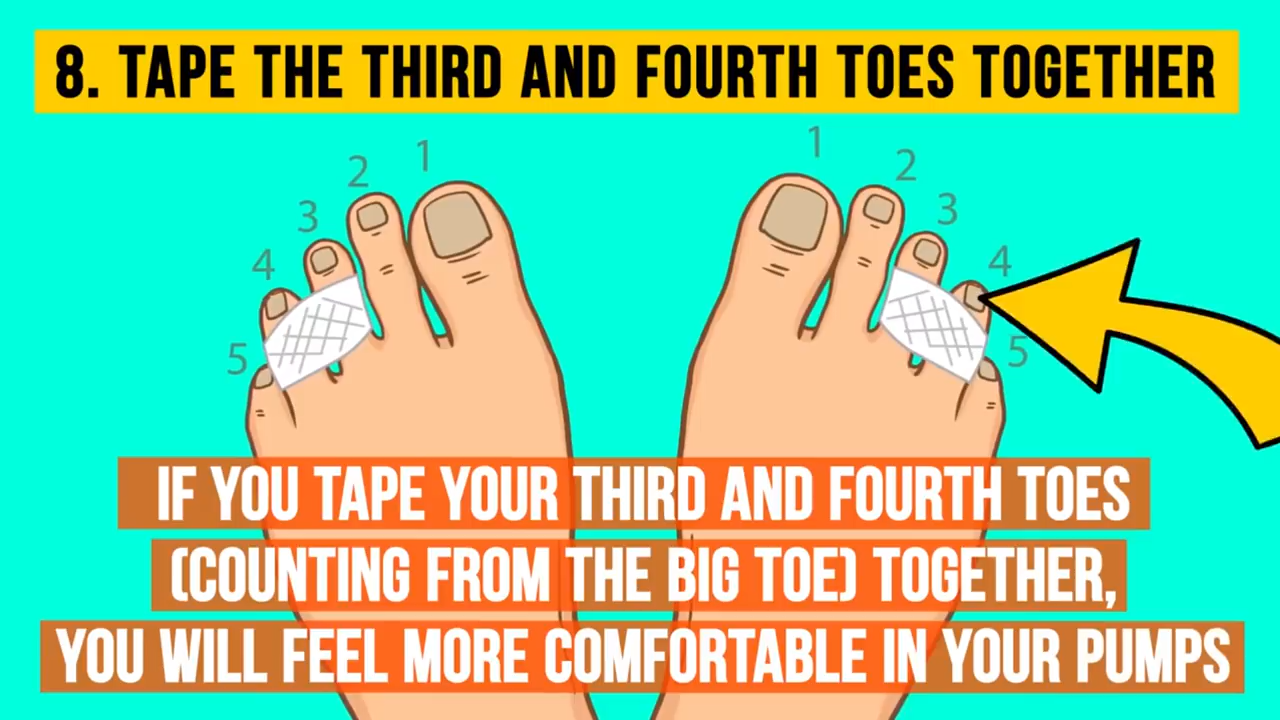 8. TAPE THE THIRD AND FOURTH TOES TOGETHER
1
2
3
4
5
1
2
3
4
5
IF YOU TAPE YOUR THIRD AND FOURTH TOES
(COUNTING FROM THE BIG TOE) TOGETHER,
YOU WILL FEEL MORE COMFORTABLE IN YOUR PUMPS